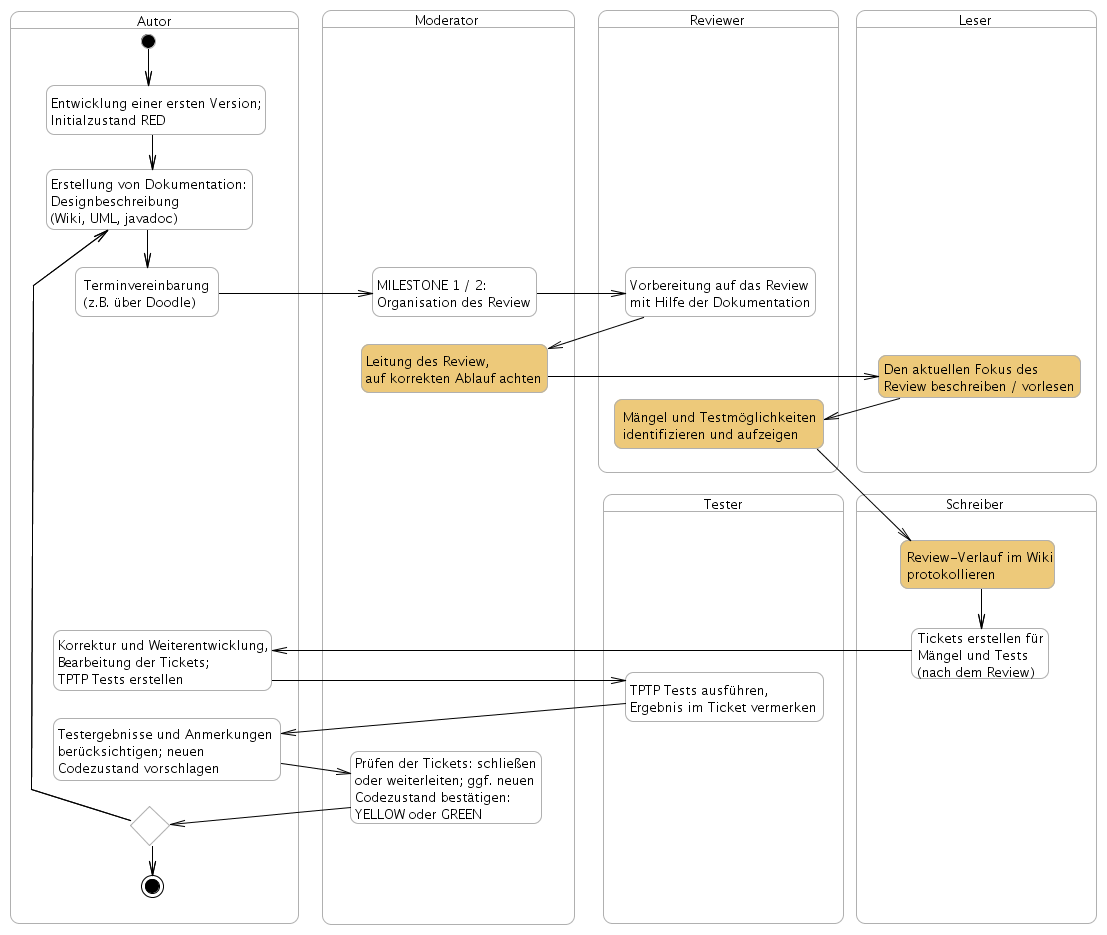 Autor
Moderator
Reviewer
Leser
Entwicklung einer ersten Version;
Initialzustand RED
Erstellung von Dokumentation:
Designbeschreibung
(Wiki, UML, javadoc)
Terminvereinbarung
(z.B. über Doodle)
MILESTONE 1 / 2:
Organisation des Review
Vorbereitung auf das Review
mit Hilfe der Dokumentation
Leitung des Review,
auf korrekten Ablauf achten
Den aktuellen Fokus des
Review beschreiben / vorlesen
Mängel und Testmöglichkeiten
identifizieren und aufzeigen
Tester
Schreiber
Review-Verlauf im Wiki
protokollieren
Tickets erstellen für
Mängel und Tests
(nach dem Review)
Korrektur und Weiterentwicklung,
Bearbeitung der Tickets;
TPTP Tests erstellen
TPTP Tests ausführen,
Ergebnis im Ticket vermerken
Testergebnisse und Anmerkungen
berücksichtigen; neuen
Codezustand vorschlagen
Prüfen der Tickets: schließen
oder weiterleiten; ggf. neuen
Codezustand bestätigen:
YELLOW oder GREEN